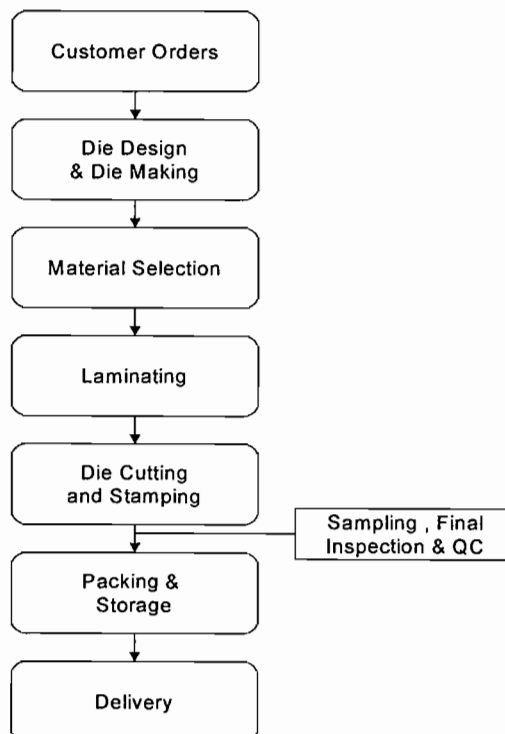 Customer Orders
Die Design
& Die Making
Material Selection
Laminating
Die Cutting
and Stamping
Sampling , Final
Inspection & QC
Packing &
Storage
Delivery